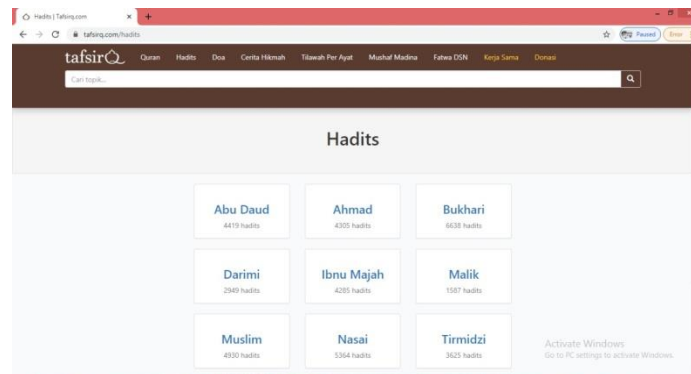 Hadits | Tafsirq.com
tafsirq.com/hadits
Paused
Error
tafsirQ
Quran Hadits Doa Cerita Hikmah Tilawah Per Ayat Mushaf Madina Fatwa DSN Kerja Sama Donasi
Cari topik...
Hadits
Abu Daud Ahmad Bukhari
4419 hadits 4305 hadits 6638 hadits
Darimi Ibnu Majah Malik
2949 hadits 4285 hadits 1587 hadits
Muslim Nasai Tirmidzi
4930 hadits 5364 hadits 3625 hadits
Activate Windows
Go to PC settings to activate Windows.